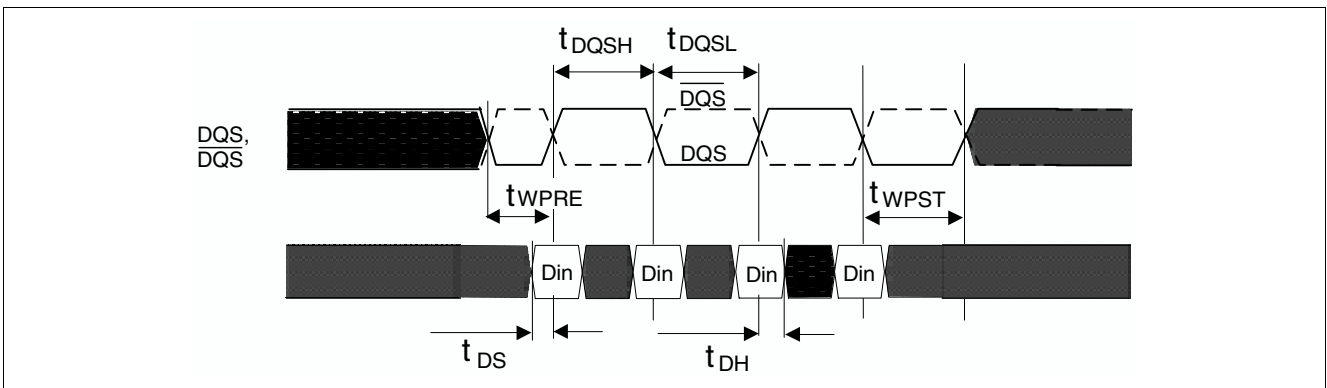 tDQSH
tDQSL
DQS
DQS,
DQS
DQS
tWPRE
tWPST
Din
Din
Din
Din
tDS
tDH